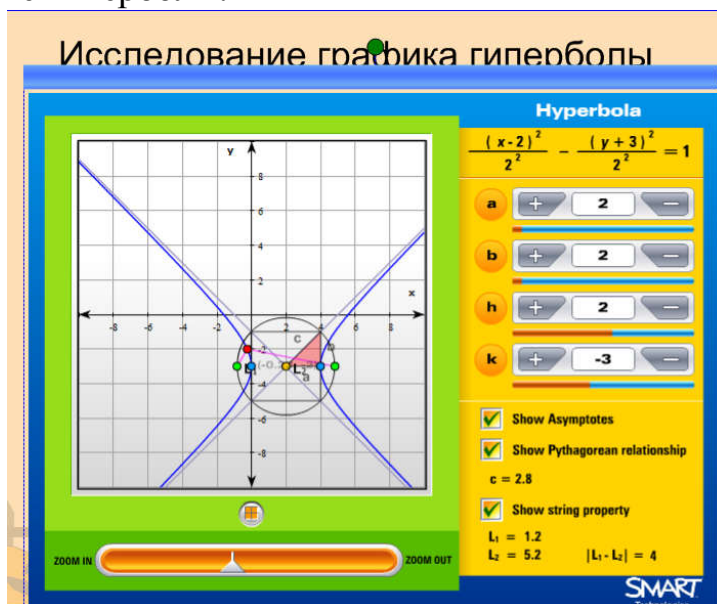 Исследование графика гиперболы
Hyperbola
(x-2)² / 2² − (y+3)² / 2² = 1
y
8
6
4
2
x
-8
-6
-4
-2
2
4
6
8
-2
-4
-6
-8
c
b
a
L₁
L₂
a
2
b
2
h
2
k
-3
Show Asymptotes
Show Pythagorean relationship
c = 2.8
Show string property
L₁ = 1.2
L₂ = 5.2 |L₁ - L₂| = 4
ZOOM IN
ZOOM OUT
SMART